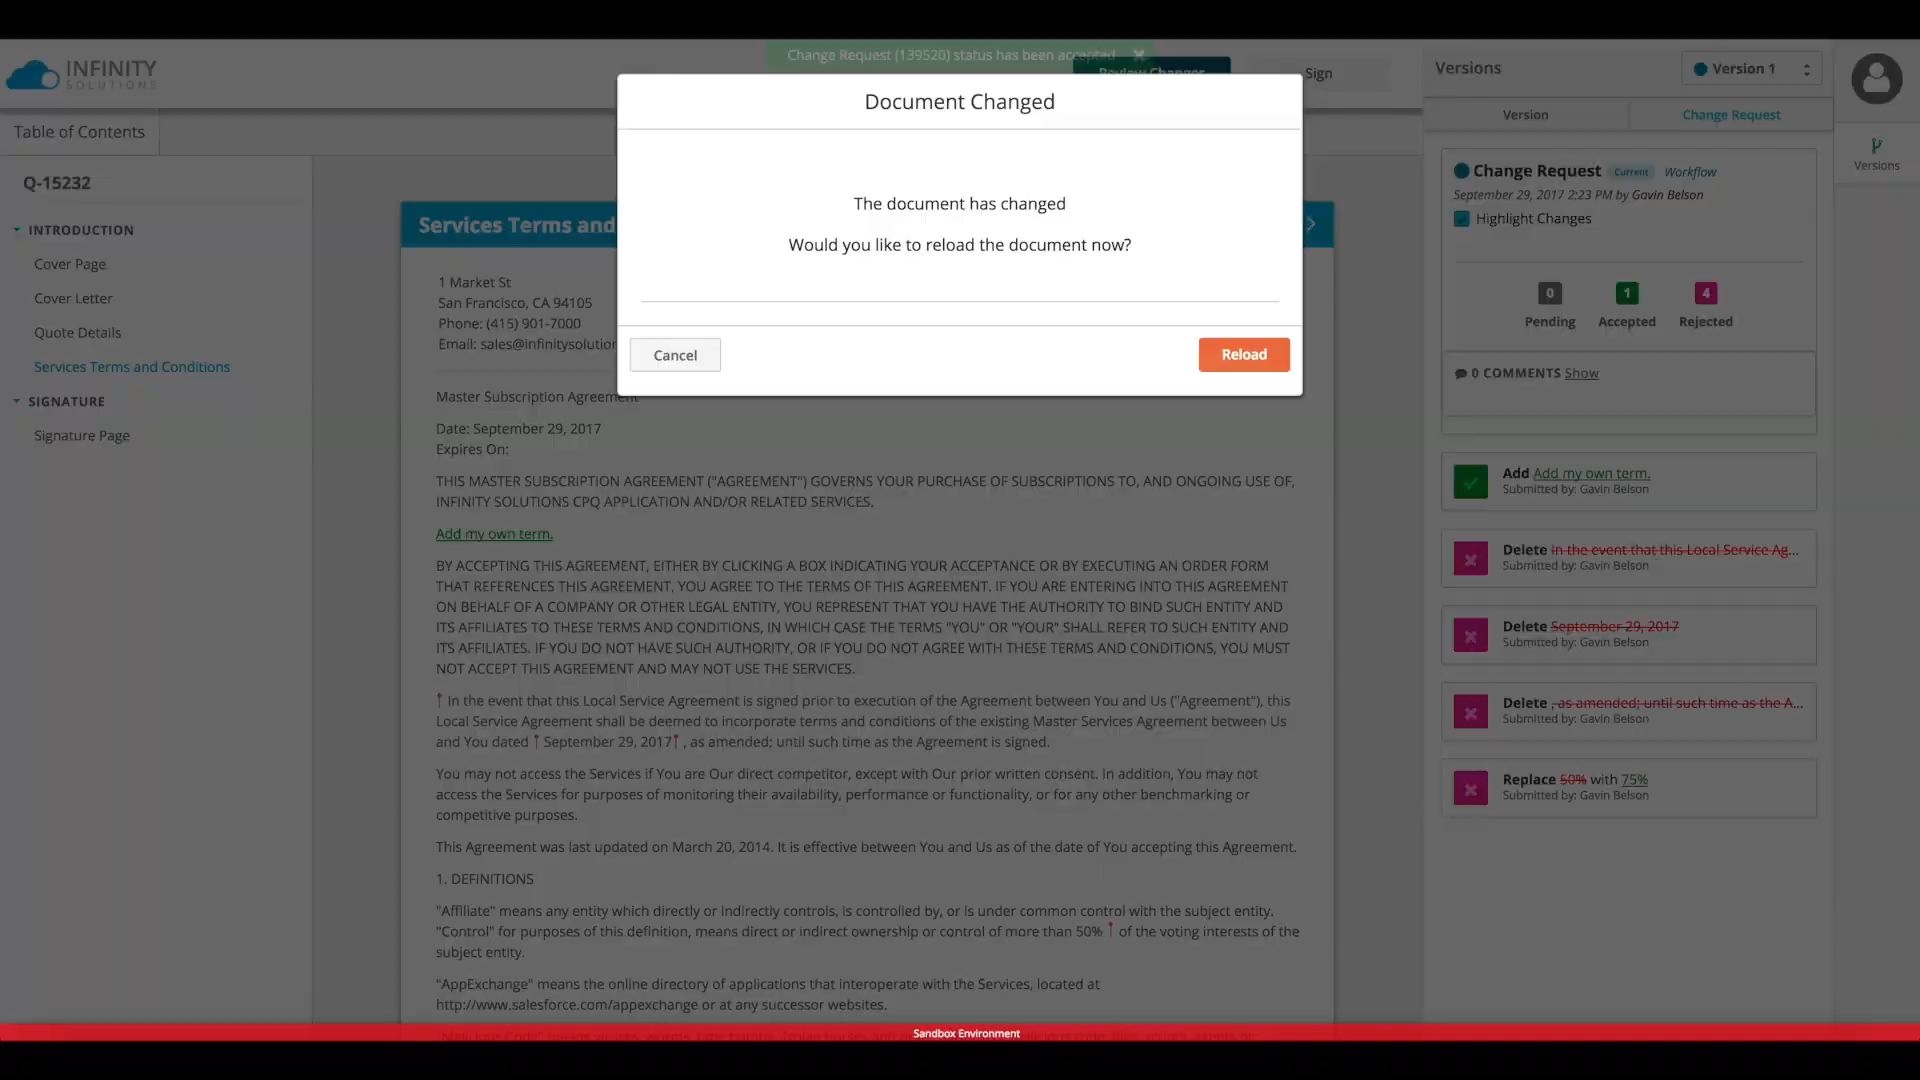 Change Request (139520) status has been accepted
INFINITY
SOLUTIONS
Review Changes
Sign
Versions
Version 1
Document Changed
Version
Change Request
Table of Contents
Q-15232
INTRODUCTION
Cover Page
Cover Letter
Quote Details
Services Terms and Conditions
SIGNATURE
Signature Page
The document has changed
Would you like to reload the document now?
Cancel
Reload
Services Terms and
1 Market St
San Francisco, CA 94105
Phone: (415) 901-7000
Email: sales@infinitysolution
Master Subscription Agreement
Date: September 29, 2017
Expires On:
THIS MASTER SUBSCRIPTION AGREEMENT ("AGREEMENT") GOVERNS YOUR PURCHASE OF SUBSCRIPTIONS TO, AND ONGOING USE OF,
INFINITY SOLUTIONS CPQ APPLICATION AND/OR RELATED SERVICES.
Add my own term.
BY ACCEPTING THIS AGREEMENT, EITHER BY CLICKING A BOX INDICATING YOUR ACCEPTANCE OR BY EXECUTING AN ORDER FORM
THAT REFERENCES THIS AGREEMENT, YOU AGREE TO THE TERMS OF THIS AGREEMENT. IF YOU ARE ENTERING INTO THIS AGREEMENT
ON BEHALF OF A COMPANY OR OTHER LEGAL ENTITY, YOU REPRESENT THAT YOU HAVE THE AUTHORITY TO BIND SUCH ENTITY AND
ITS AFFILIATES TO THESE TERMS AND CONDITIONS, IN WHICH CASE THE TERMS "YOU" OR "YOUR" SHALL REFER TO SUCH ENTITY AND
ITS AFFILIATES. IF YOU DO NOT HAVE SUCH AUTHORITY, OR IF YOU DO NOT AGREE WITH THESE TERMS AND CONDITIONS, YOU MUST
NOT ACCEPT THIS AGREEMENT AND MAY NOT USE THE SERVICES.
In the event that this Local Service Agreement is signed prior to execution of the Agreement between You and Us ("Agreement"), this
Local Service Agreement shall be deemed to incorporate terms and conditions of the existing Master Services Agreement between Us
and You dated September 29, 2017 , as amended; until such time as the Agreement is signed.
You may not access the Services if You are Our direct competitor, except with Our prior written consent. In addition, You may not
access the Services for purposes of monitoring their availability, performance or functionality, or for any other benchmarking or
competitive purposes.
This Agreement was last updated on March 20, 2014. It is effective between You and Us as of the date of You accepting this Agreement.
1. DEFINITIONS
"Affiliate" means any entity which directly or indirectly controls, is controlled by, or is under common control with the subject entity.
"Control" for purposes of this definition, means direct or indirect ownership or control of more than 50% of the voting interests of the
subject entity.
"AppExchange" means the online directory of applications that interoperate with the Services, located at
http://www.salesforce.com/appexchange or at any successor websites.
Sandbox Environment
Change Request Current Workflow
September 29, 2017 2:23 PM by Gavin Belson
Highlight Changes
0 1 4
Pending Accepted Rejected
0 COMMENTS Show
Add Add my own term.
Submitted by: Gavin Belson
Delete In the event that this Local Service Ag...
Submitted by: Gavin Belson
Delete September 29, 2017
Submitted by: Gavin Belson
Delete , as amended; until such time as the A...
Submitted by: Gavin Belson
Replace 50% with 75%
Submitted by: Gavin Belson
Versions